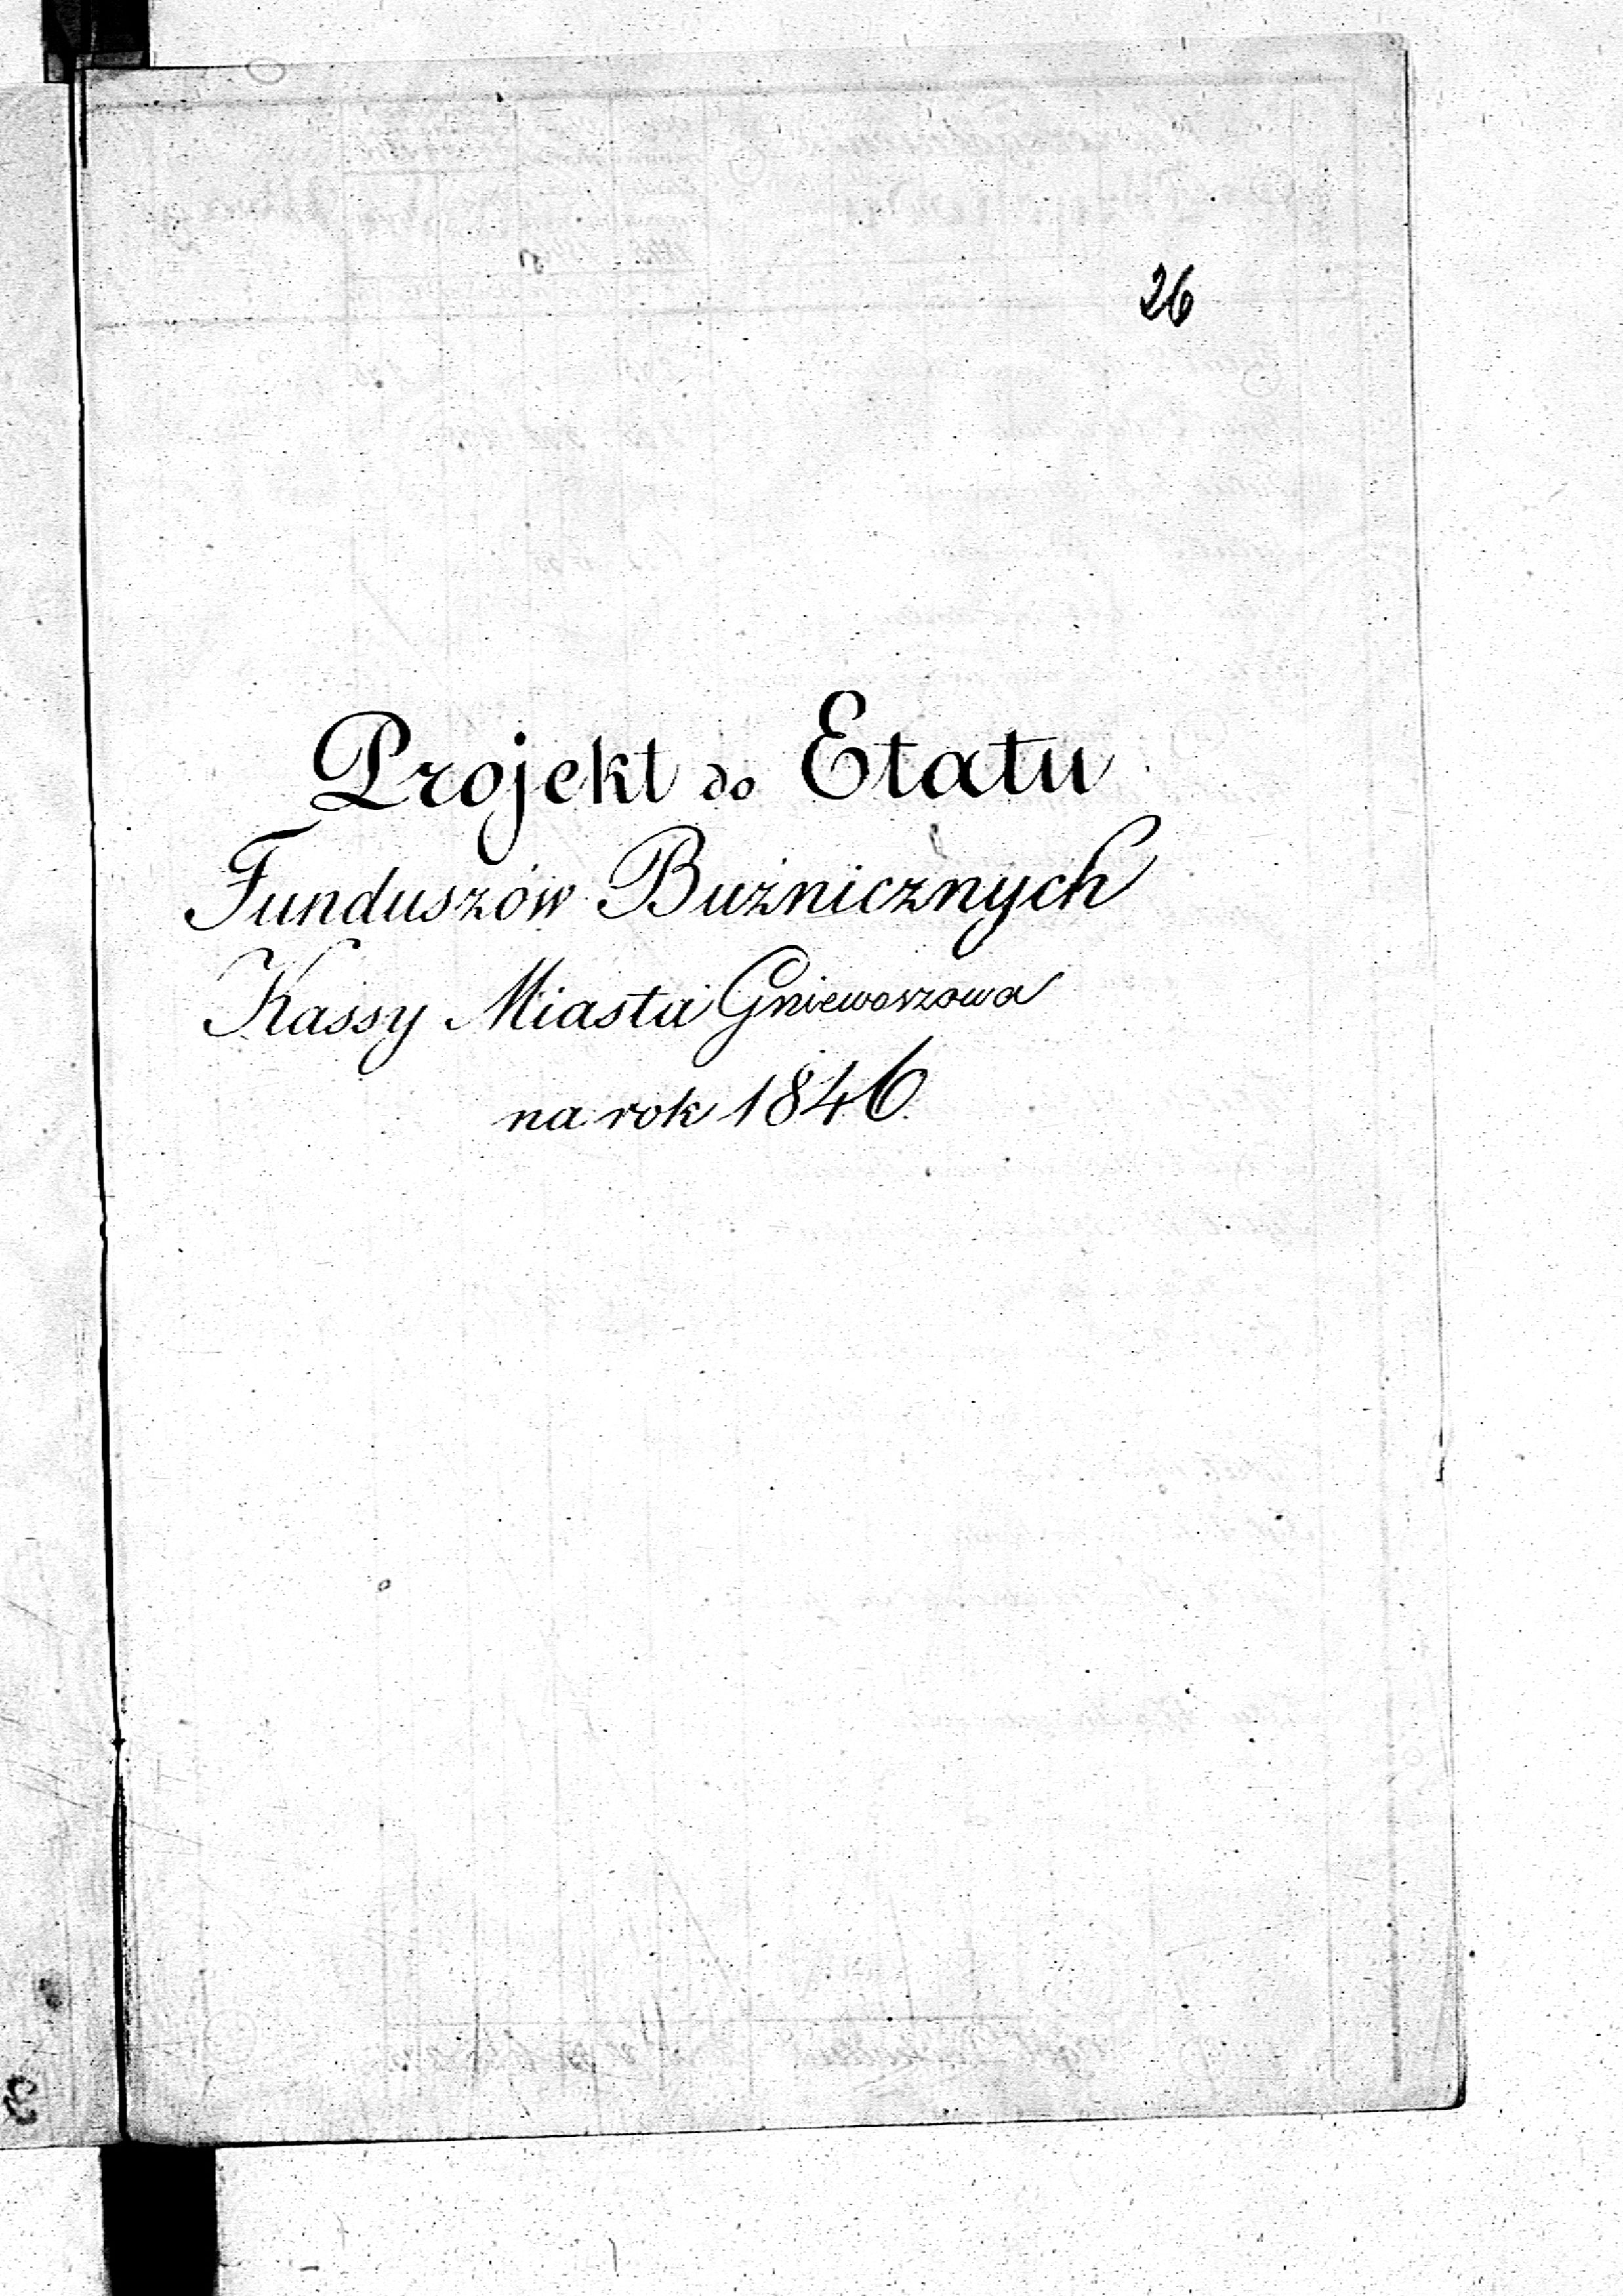 26
Projekt do Etatu
Funduszów Bużnicznych
Kassy Miasta Gniewoszowa
na rok 1846.